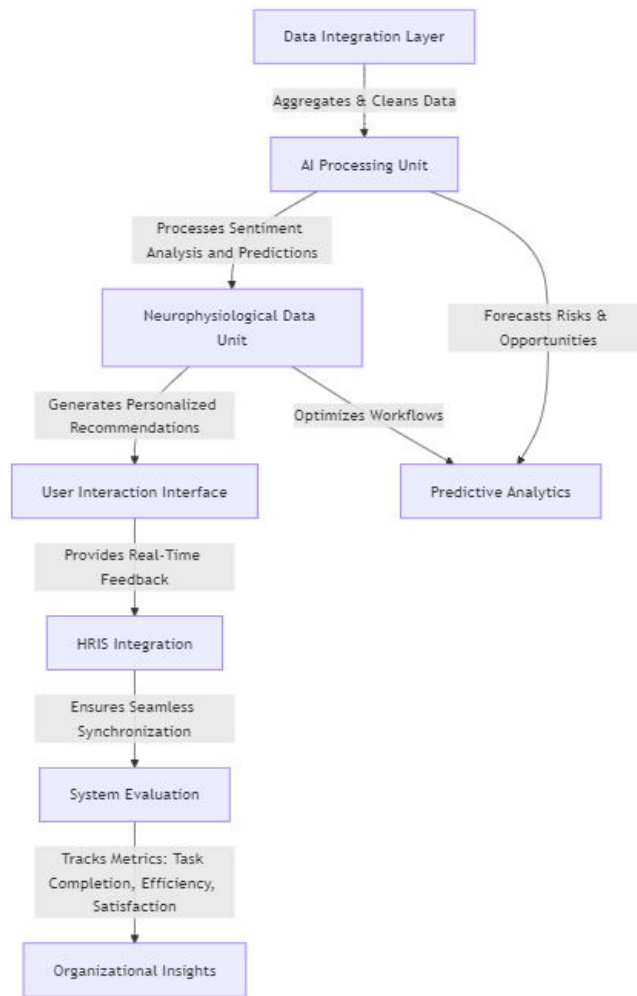 Data Integration Layer
Aggregates & Cleans Data
AI Processing Unit
Processes Sentiment
Analysis and Predictions
Neurophysiological Data
Unit
Forecasts Risks &
Opportunities
Generates Personalized
Recommendations
Optimizes Workflows
User Interaction Interface
Predictive Analytics
Provides Real-Time
Feedback
HRIS Integration
Ensures Seamless
Synchronization
System Evaluation
Tracks Metrics: Task
Completion, Efficiency,
Satisfaction
Organizational Insights